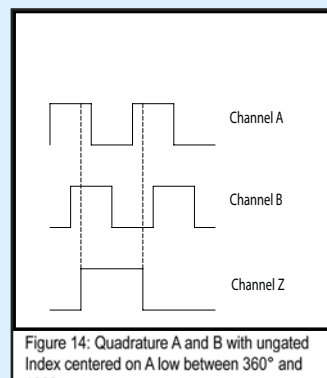 Channel A
Channel B
Channel Z
Figure 14: Quadrature A and B with ungated
Index centered on A low between 360° and